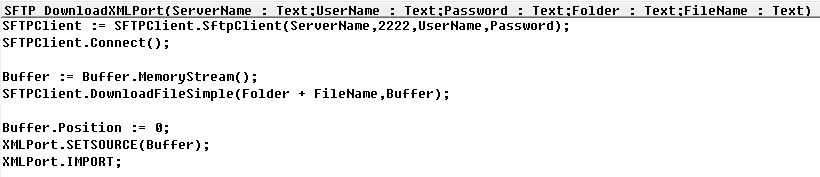 SFTP DownloadXMLPort(ServerName : Text;UserName : Text;Password : Text;Folder : Text;FileName : Text)
SFTPClient := SFTPClient.SftpClient(ServerName,2222,UserName,Password);
SFTPClient.Connect();
Buffer := Buffer.MemoryStream();
SFTPClient.DownloadFileSimple(Folder + FileName,Buffer);
Buffer.Position := 0;
XMLPort.SETSOURCE(Buffer);
XMLPort.IMPORT;